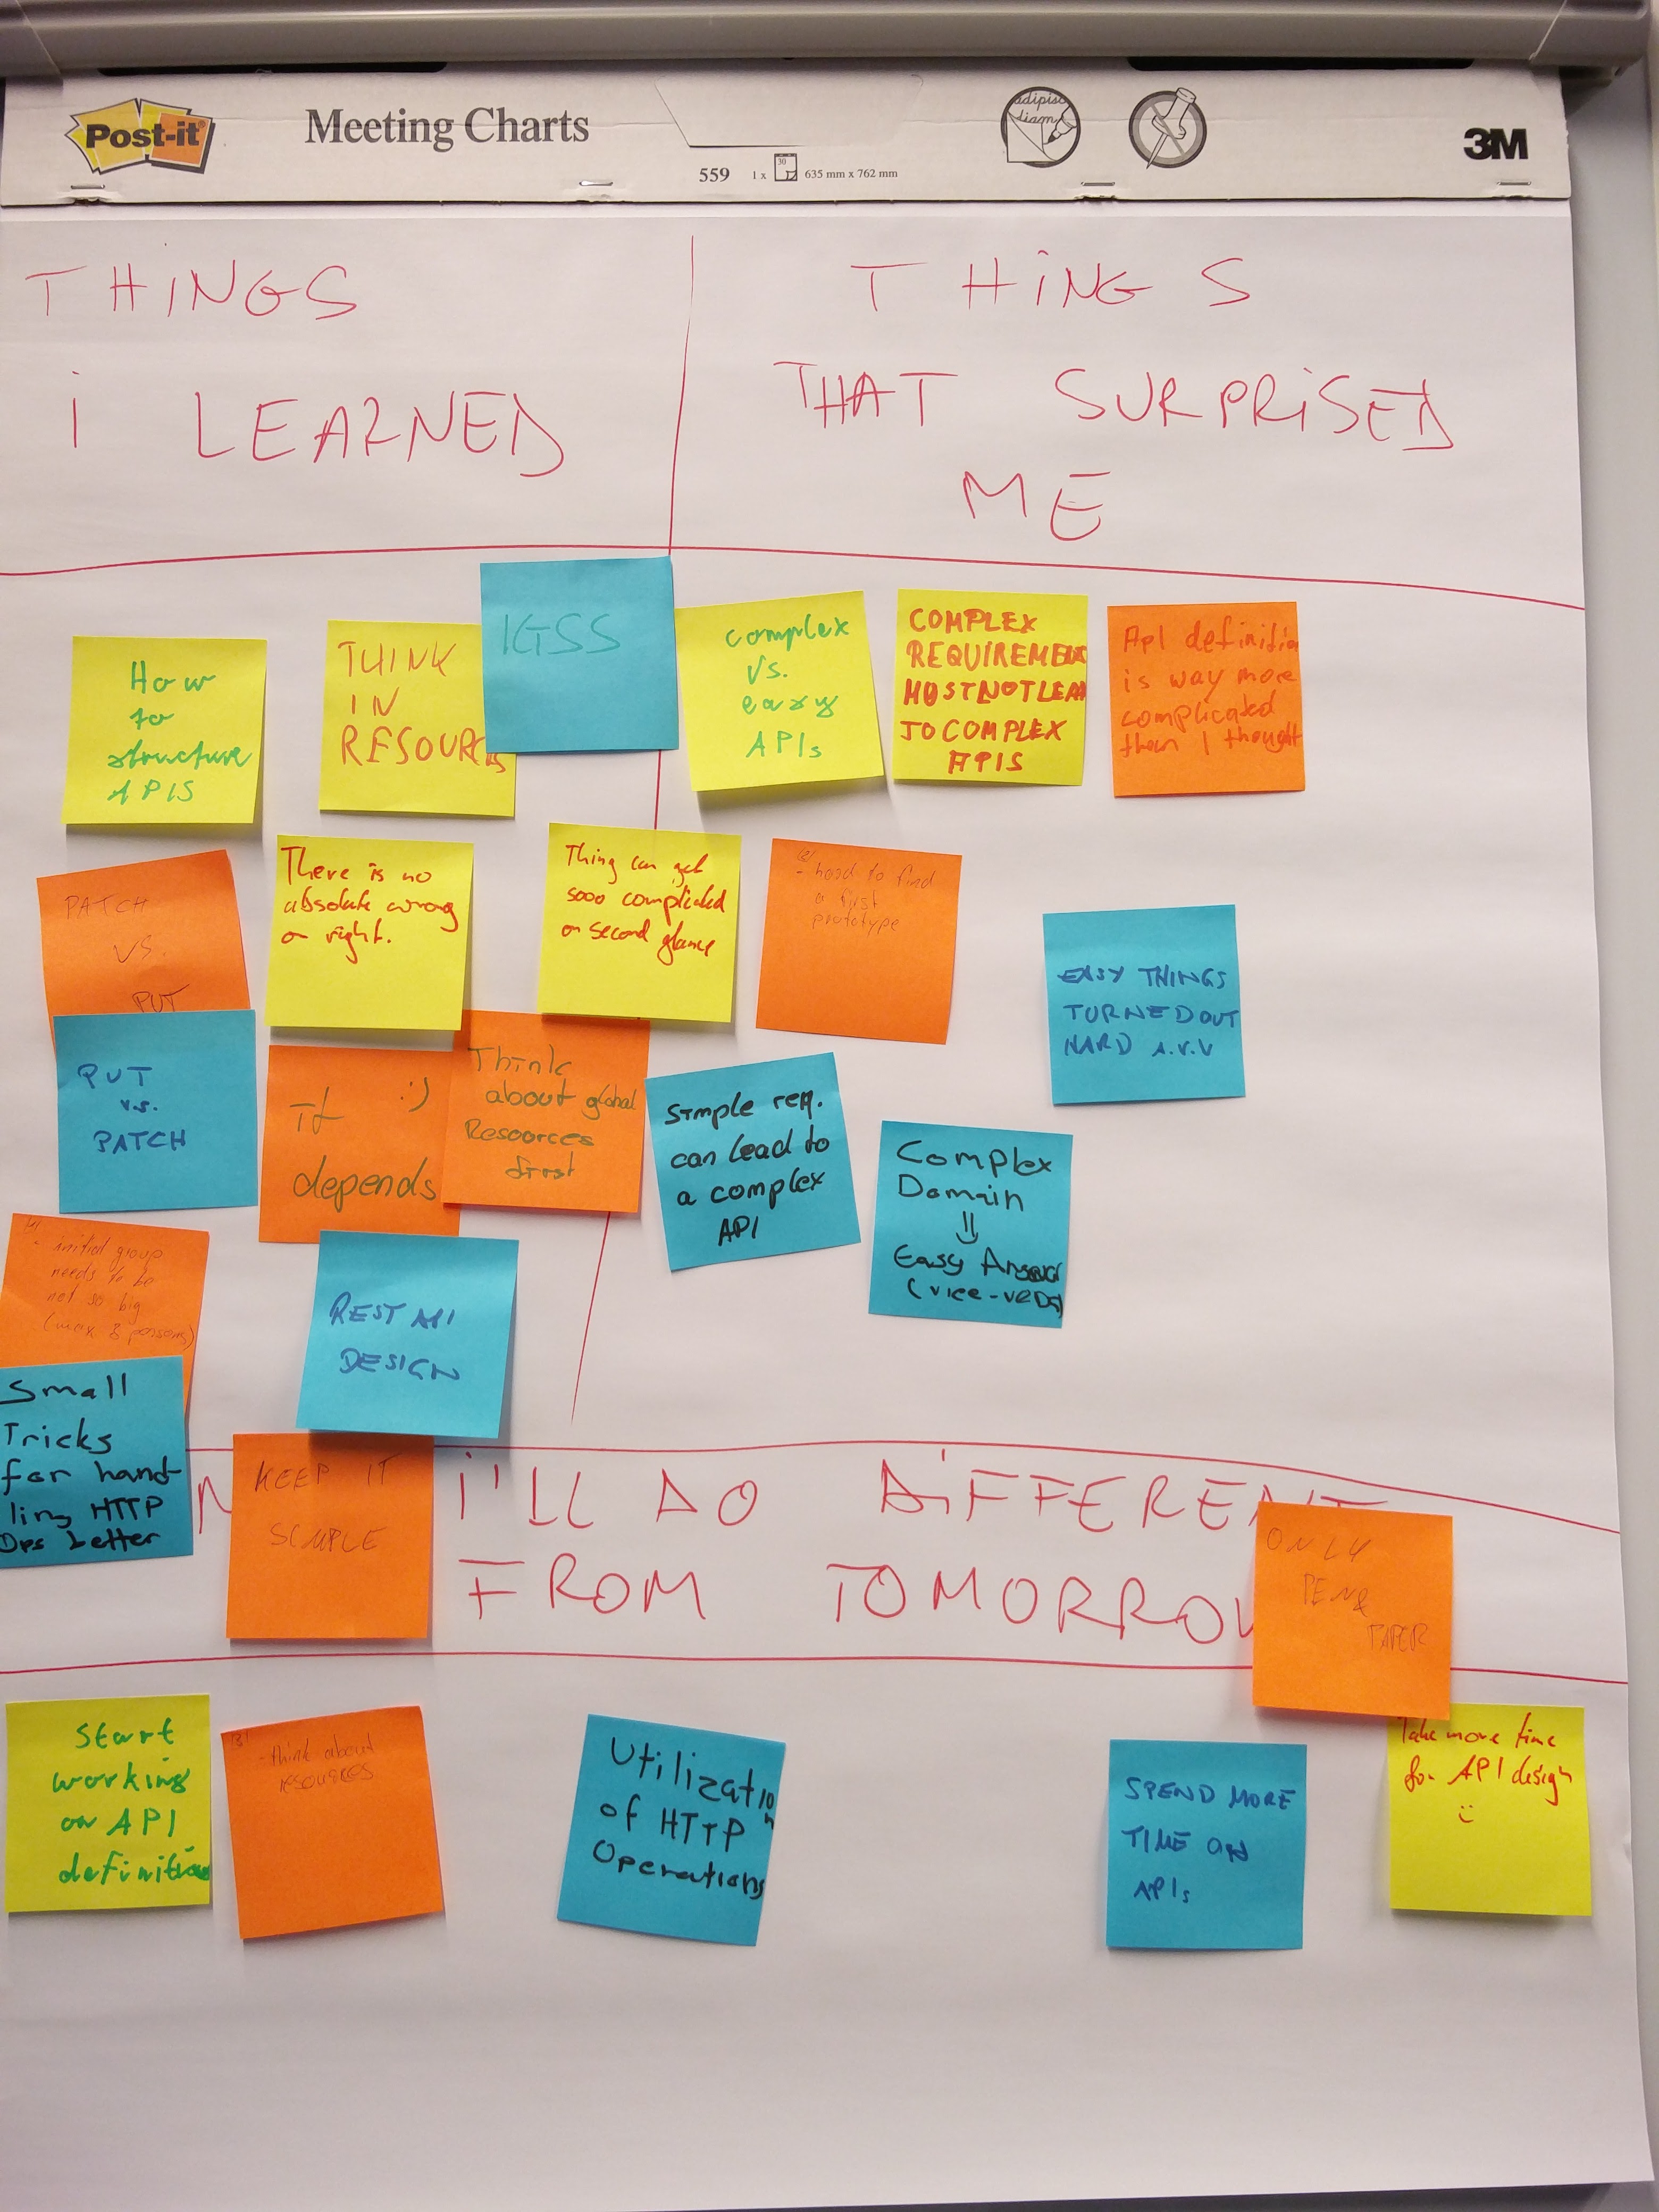 Post-it
Meeting Charts
559 1 x 30 635 mm x 762 mm
adipisc
diam
3M
THINGS
i LEARNED
THiNGS
THAT SURPRiSED
ME
How
to
structure
APIS
THINK
IN
RESOURCES
KISS
complex
vs.
easy
APIs
COMPLEX
REQUIREMENTS
MUST NOT LEAD
TO COMPLEX
APIS
API definition
is way more
complicated
than I thought
PATCH
VS.
PUT
There is no
absolute wrong
or right.
Thing can get
sooo complicated
on second glance
(2)
- hard to find
a first
prototype
EASY THINGS
TURNED OUT
HARD A.V.V
PUT
v.s.
PATCH
it :)
depends
Think
about global
Resources
first
Simple req.
can lead to
a complex
API
Complex
Domain
⇓
Easy Answer
(vice-vers
- initial group
needs to be
not so big
(max 8 persons)
REST API
DESIGN
Small
Tricks
for hand-
ling HTTP
Ops better
KEEP IT
SIMPLE
i'LL DO DiFFERENT
FROM TOMORROW
ONLY
PEN &
PAPER
Start
working
on API
definition
(3)
- think about
resources
Utilization
of HTTP
Operations
SPEND MORE
TIME ON
APIs
Take more time
for API design